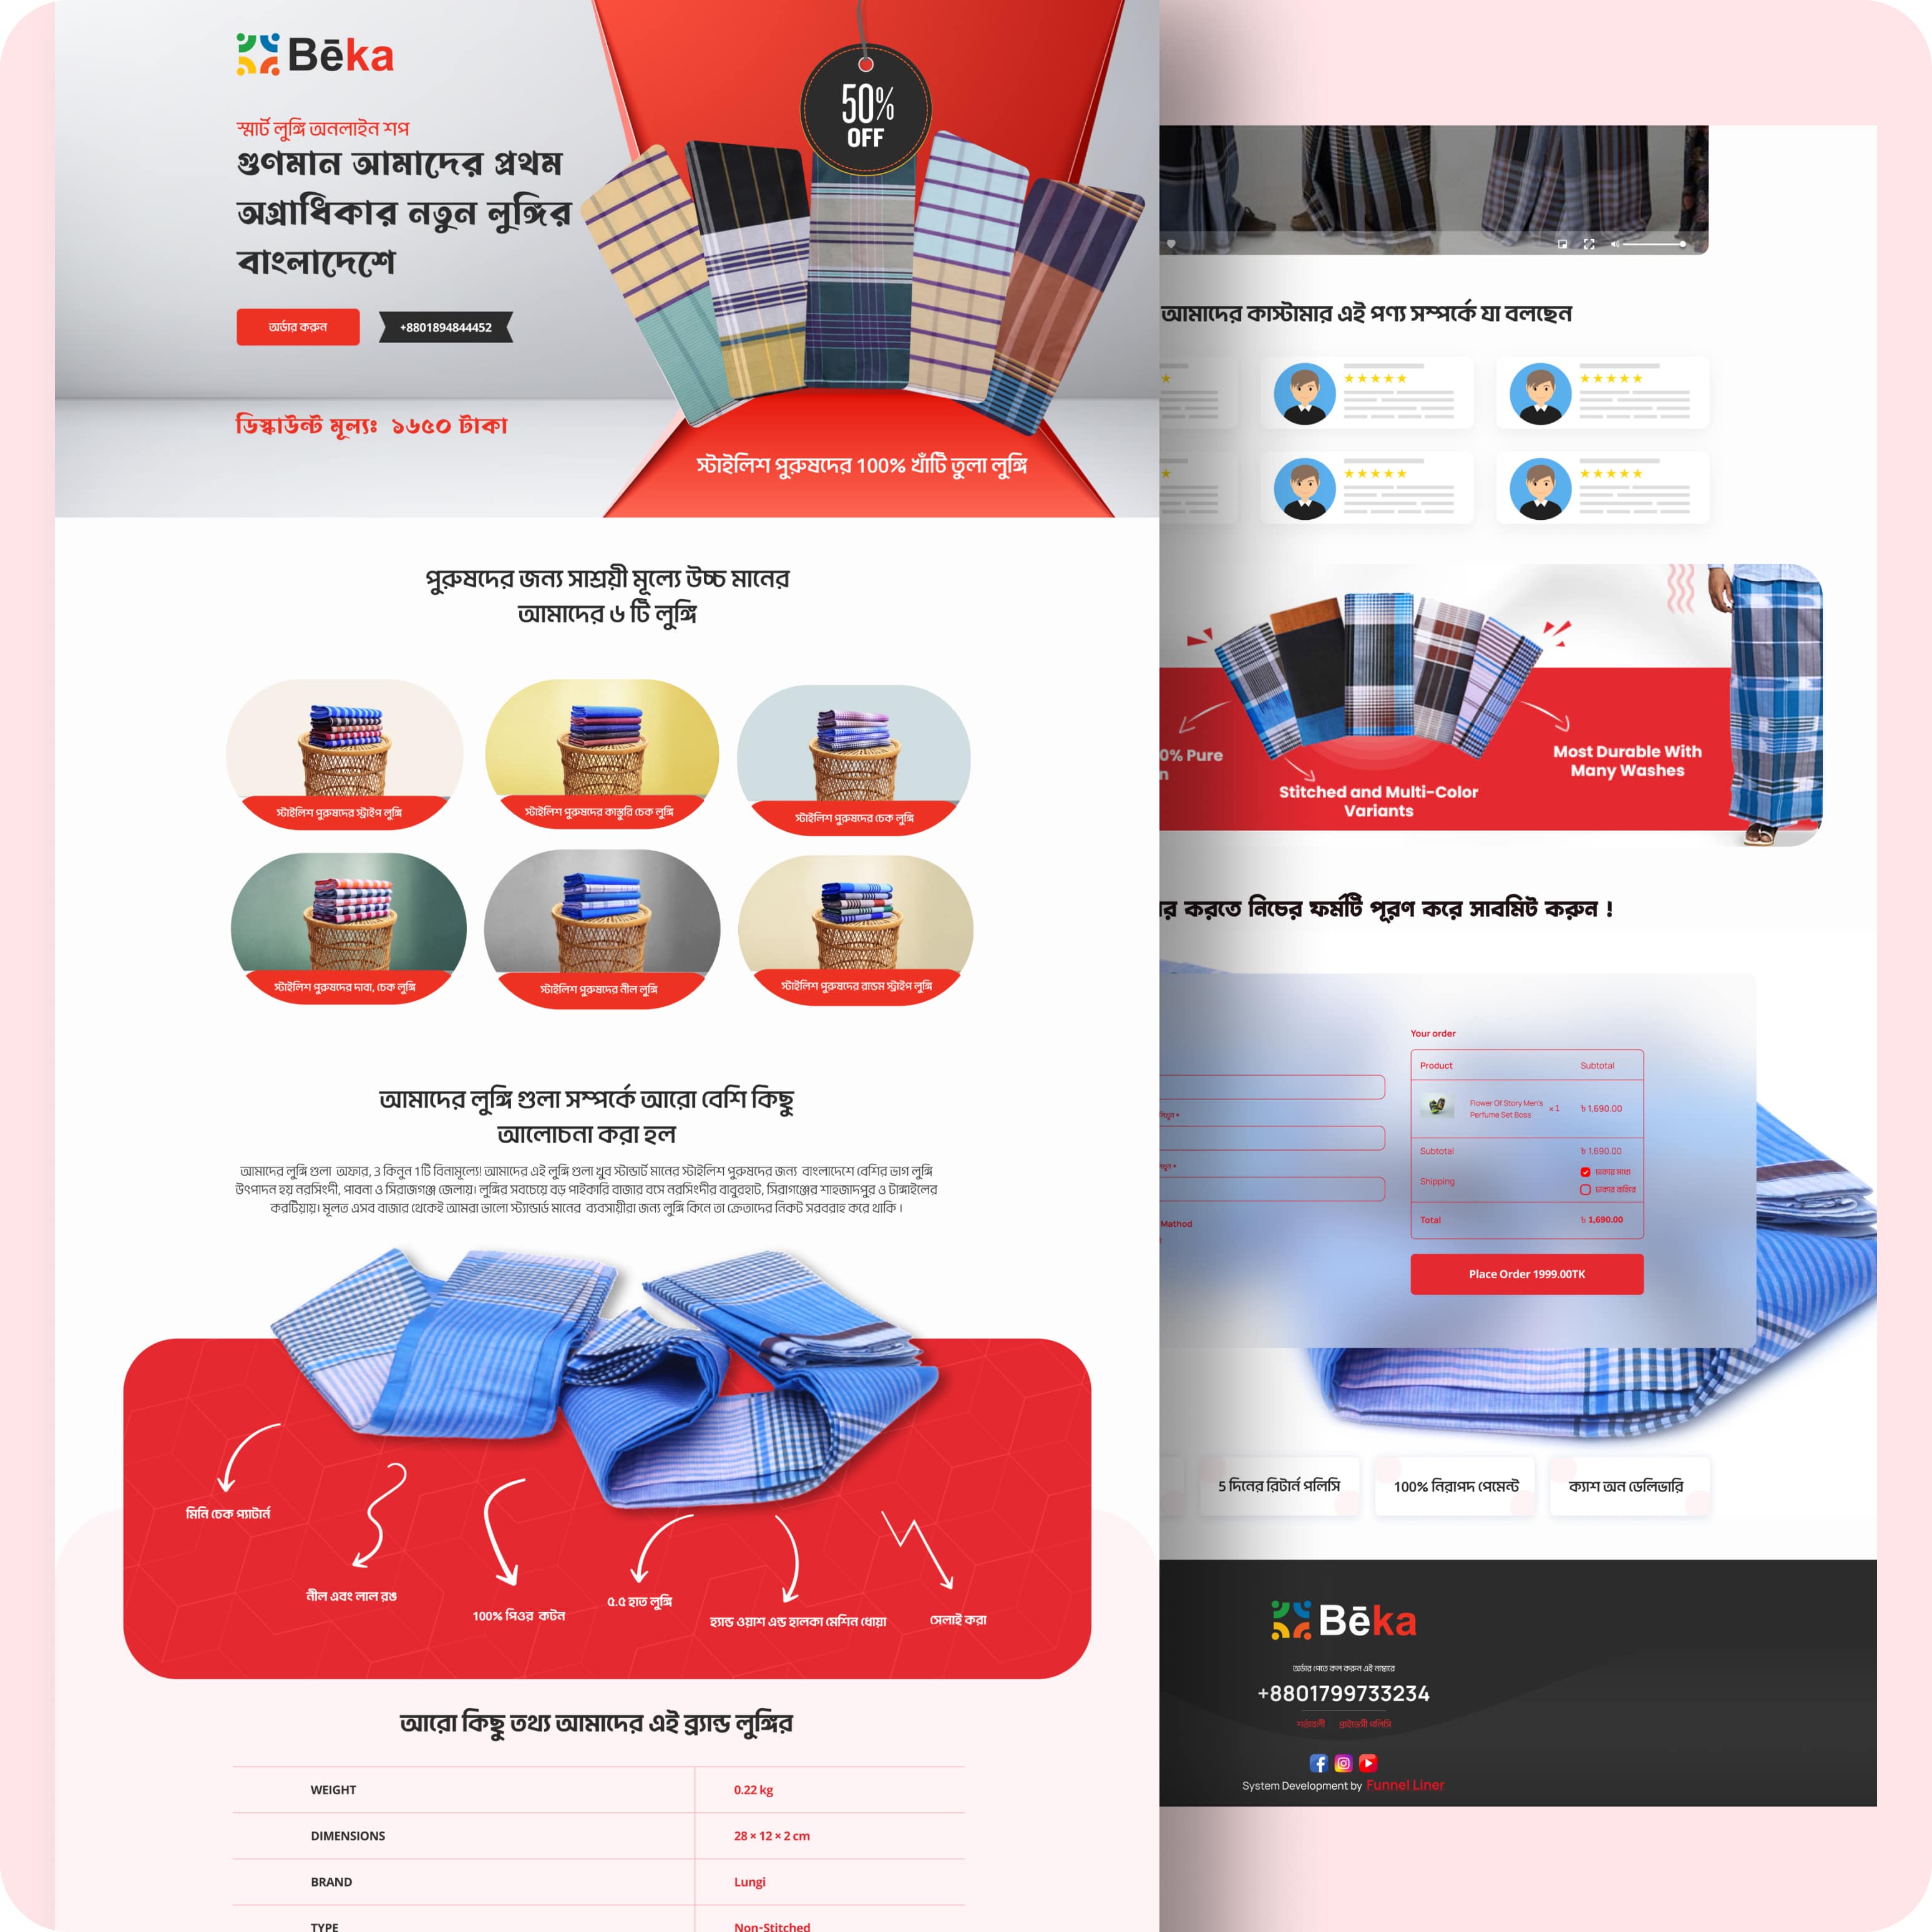 Bēka
স্মার্ট লুঙ্গি অনলাইন শপ
গুণমান আমাদের প্রথম
অগ্রাধিকার নতুন লুঙ্গির
বাংলাদেশে
অর্ডার করুন
+8801894844452
ডিস্কাউন্ট মূল্যঃ ১৬৫০ টাকা
50%
OFF
স্টাইলিশ পুরুষদের 100% খাঁটি তুলা লুঙ্গি
পুরুষদের জন্য সাশ্রয়ী মূল্যে উচ্চ মানের
আমাদের ৬ টি লুঙ্গি
স্টাইলিশ পুরুষদের স্ট্রাইপ লুঙ্গি
স্টাইলিশ পুরুষদের কাস্তুরি চেক লুঙ্গি
স্টাইলিশ পুরুষদের চেক লুঙ্গি
স্টাইলিশ পুরুষদের দাবা, চেক লুঙ্গি
স্টাইলিশ পুরুষদের নীল লুঙ্গি
স্টাইলিশ পুরুষদের রান্ডম স্ট্রাইপ লুঙ্গি
আমাদের লুঙ্গি গুলা সম্পর্কে আরো বেশি কিছু
আলোচনা করা হল
আমাদের লুঙ্গি গুলা অফার, 3 কিনুন 1টি বিনামূল্যে! আমাদের এই লুঙ্গি গুলা খুব স্টান্ডার্ট মানের স্টাইলিশ পুরুষদের জন্য বাংলাদেশে বেশির ভাগ লুঙ্গি
উৎপাদন হয় নরসিংদী, পাবনা ও সিরাজগঞ্জ জেলায়। লুঙ্গির সবচেয়ে বড় পাইকারি বাজার বসে নরসিংদীর বাবুরহাট, সিরাগঞ্জের শাহজাদপুর ও টাঙ্গাইলের
করটিয়ায়। মূলত এসব বাজার থেকেই আমরা ভালো স্ট্যান্ডার্ড মানের ব্যবসায়ীরা জন্য লুঙ্গি কিনে তা ক্রেতাদের নিকট সরবরাহ করে থাকি ।
মিনি চেক প্যাটার্ন
নীল এবং লাল রঙ
100% পিওর কটন
৫.৫ হাত লুঙ্গি
হ্যান্ড ওয়াশ এন্ড হালকা মেশিন ধোয়া
সেলাই করা
আরো কিছু তথ্য আমাদের এই ব্র্যান্ড লুঙ্গির
WEIGHT 0.22 kg
DIMENSIONS 28 × 12 × 2 cm
BRAND Lungi
TYPE Non-Stitched
আমাদের কাস্টামার এই পণ্য সম্পর্কে যা বলছেন
0% Pure
n
Stitched and Multi-Color
Variants
Most Durable With
Many Washes
র করতে নিচের ফর্মটি পূরণ করে সাবমিট করুন !
Mathod
Your order
Product Subtotal
Flower Of Story Men's
Perfume Set Boss × 1 ৳ 1,690.00
Subtotal ৳ 1,690.00
Shipping
ঢাকার মধ্যে
ঢাকার বাহিরে
Total ৳ 1,690.00
Place Order 1999.00TK
5 দিনের রিটার্ন পলিসি
100% নিরাপদ পেমেন্ট
ক্যাশ অন ডেলিভারি
Bēka
অর্ডার পেতে কল করুন এই নাম্বারে
+8801799733234
শর্তাবলী প্রাইভেসী পলিসি
System Development by Funnel Liner